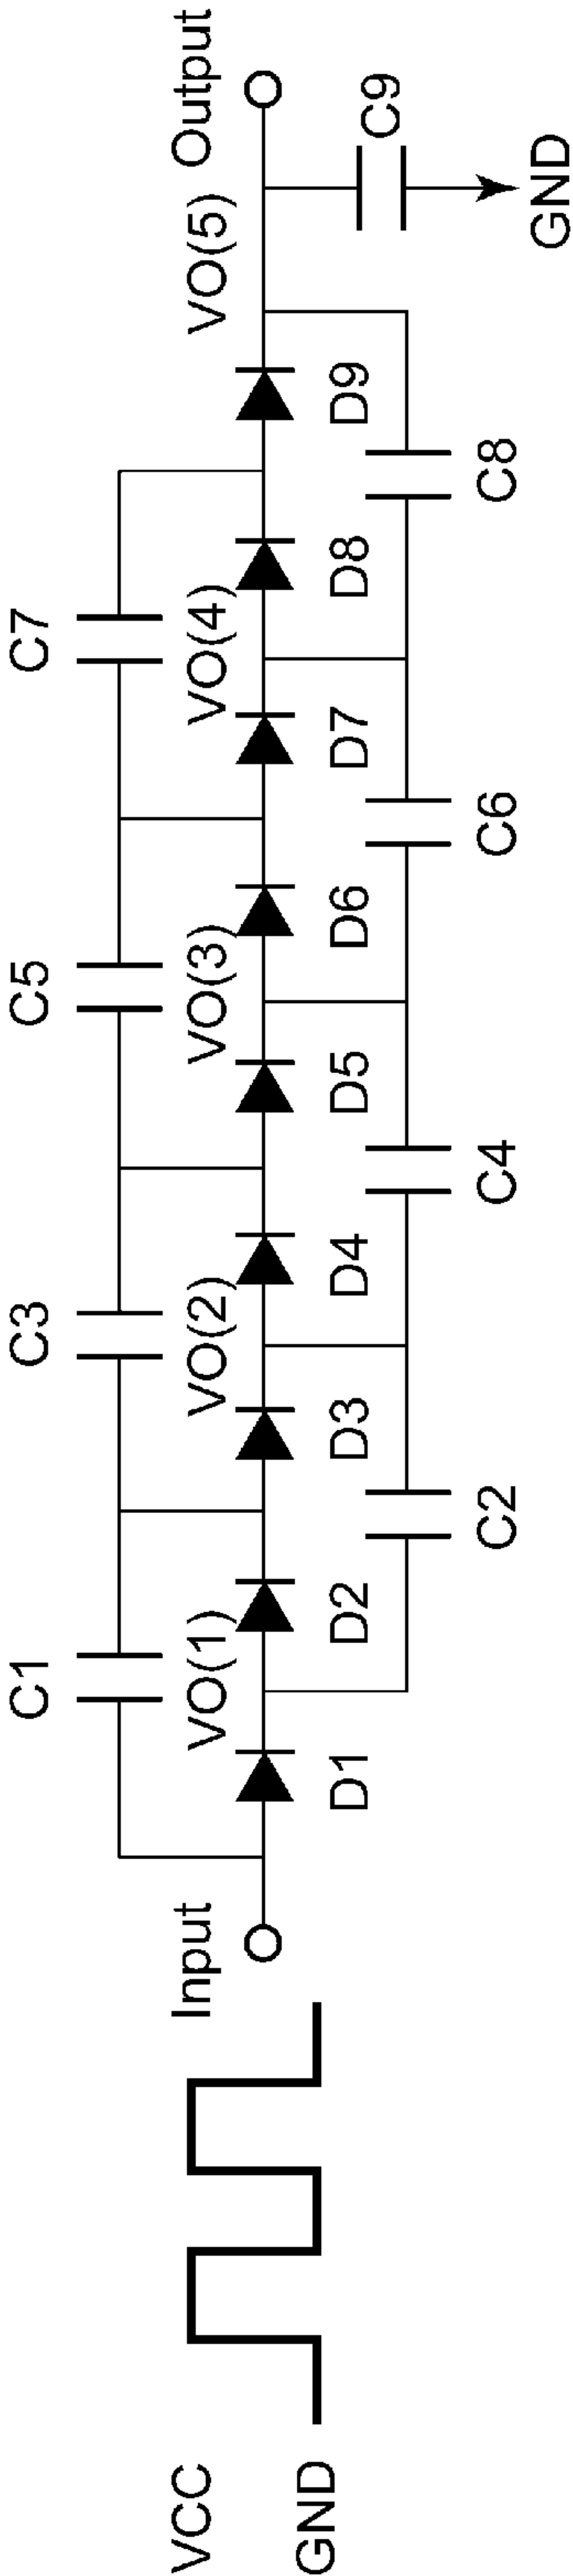 C1
C3
C5
C7
VCC
GND
Input
VO(1)
VO(2)
VO(3)
VO(4)
VO(5)
Output
D1
D2
D3
D4
D5
D6
D7
D8
D9
C9
C2
C4
C6
C8
GND